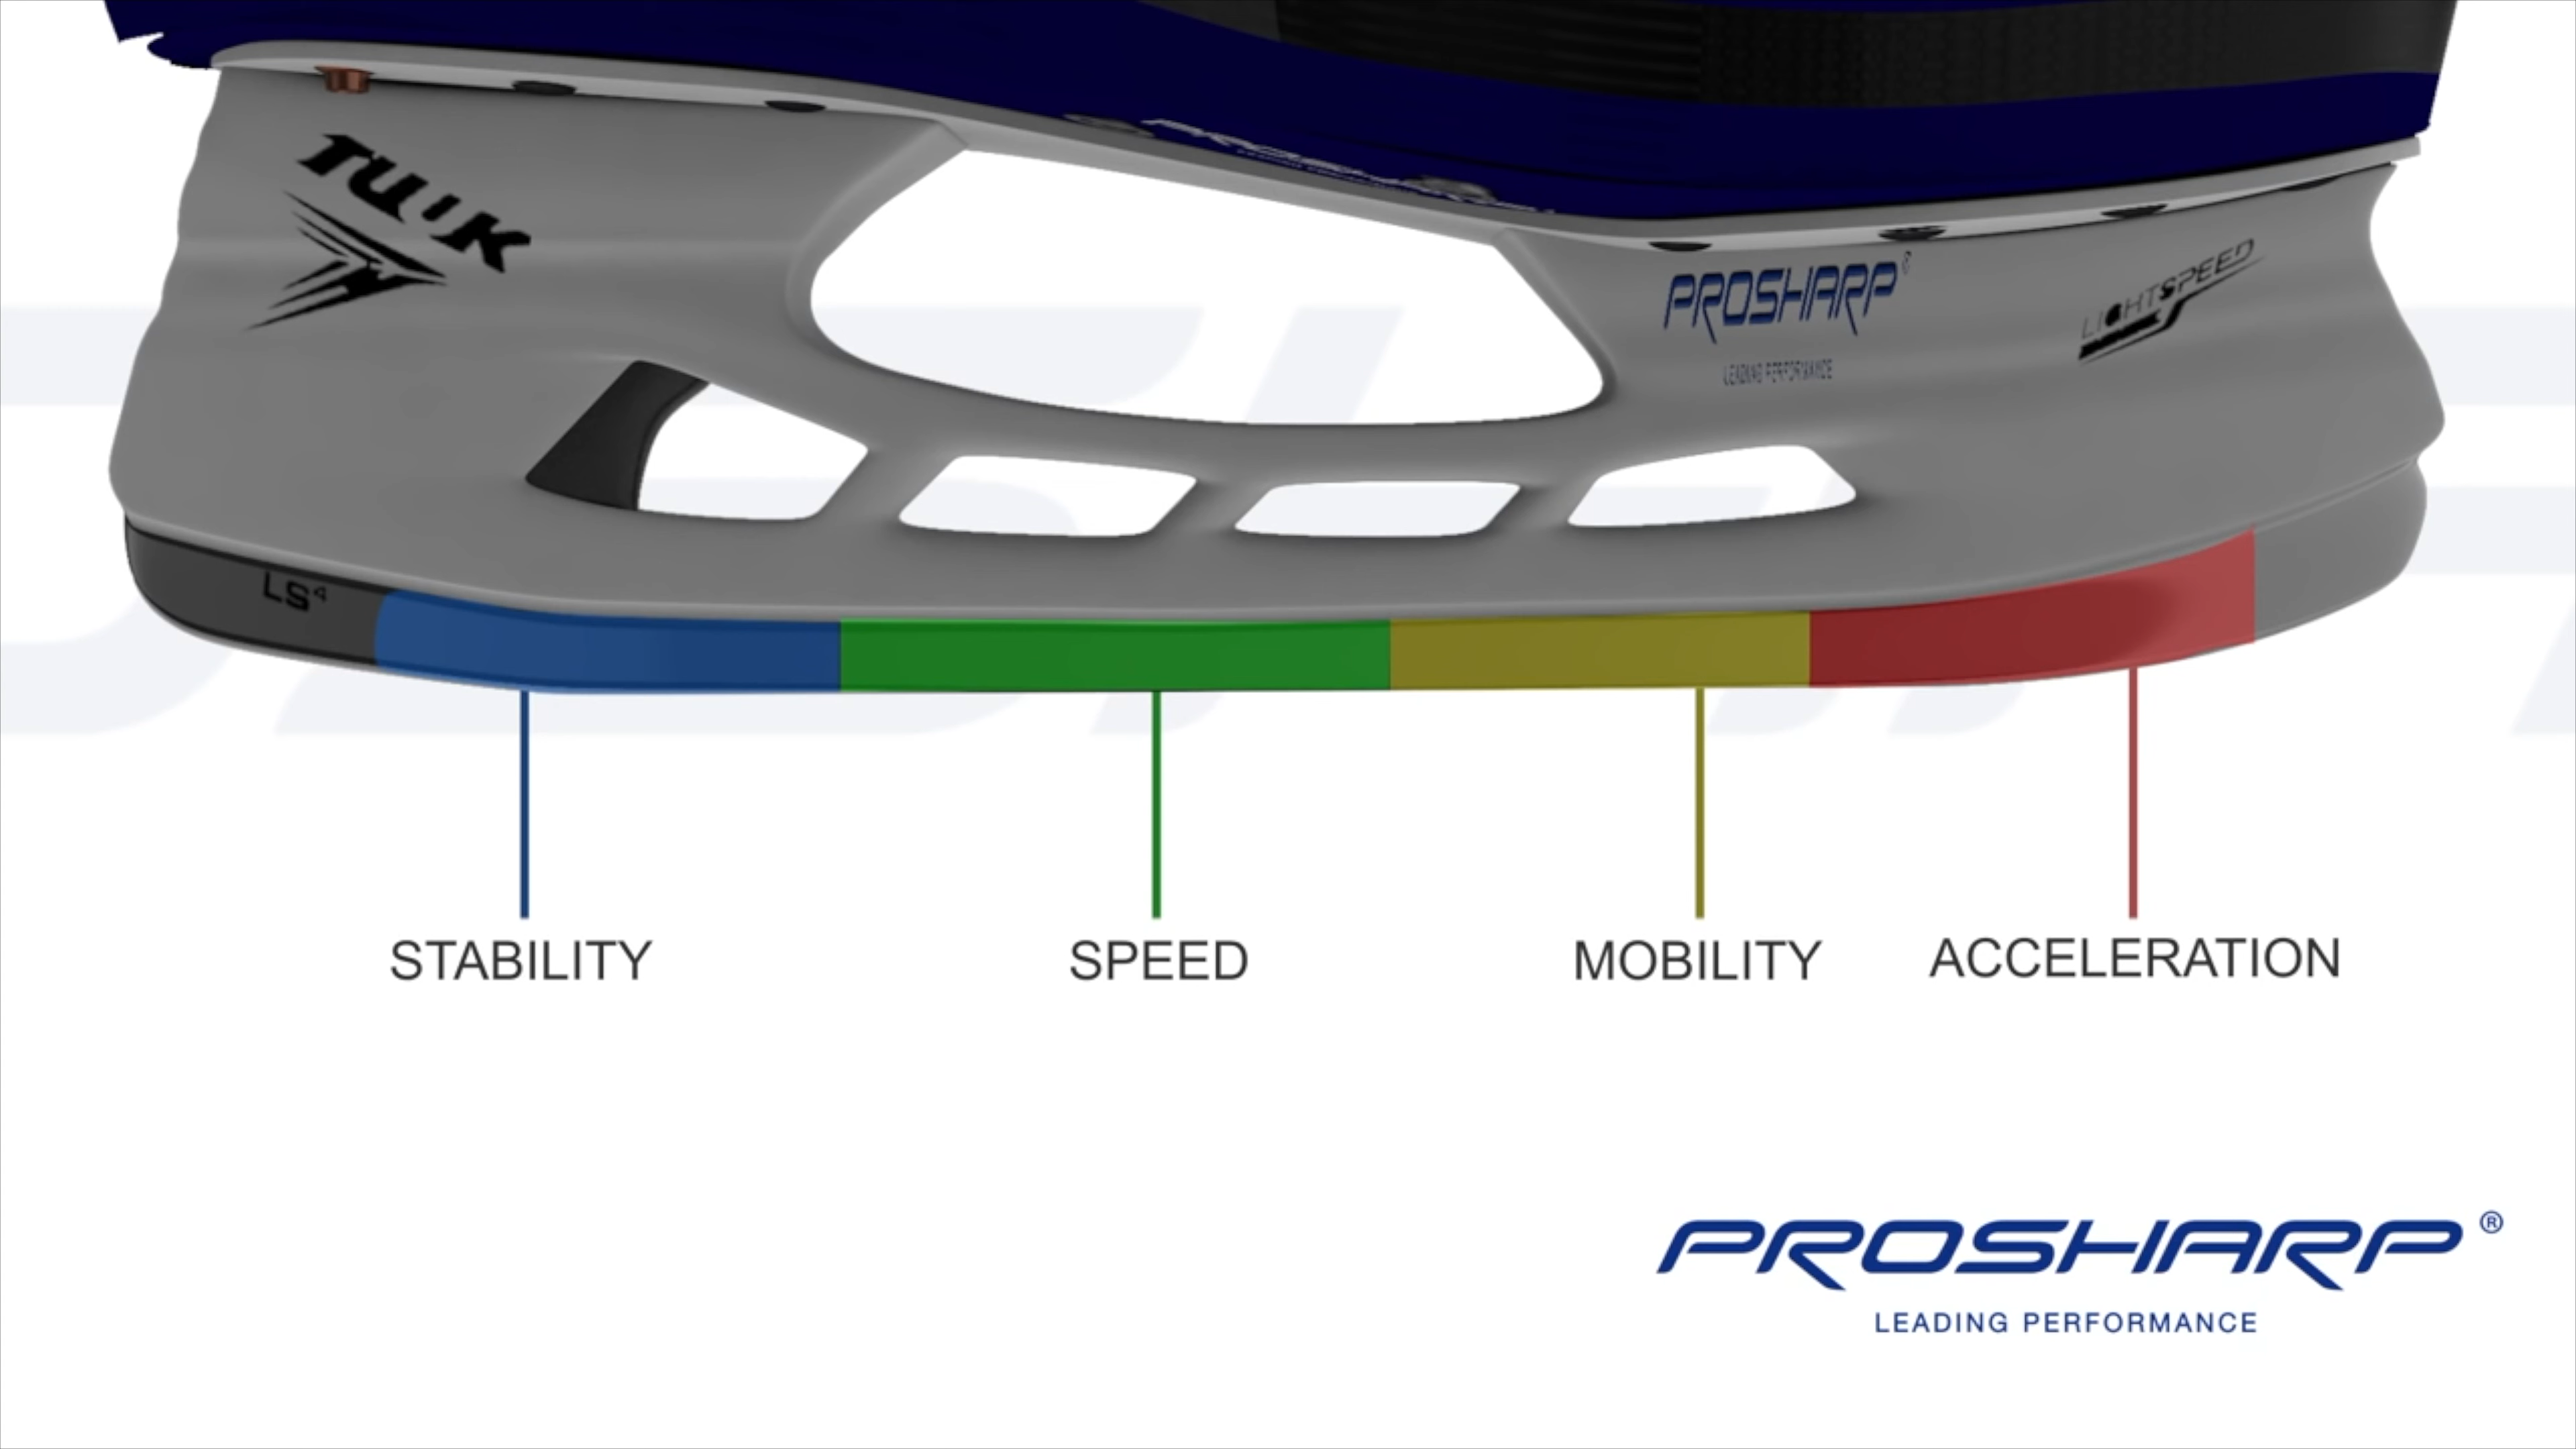 TUUK
PROSHARP®
LEADING PERFORMANCE
LIGHTSPEED
LS4
STABILITY
SPEED
MOBILITY
ACCELERATION
PROSHARP®
LEADING PERFORMANCE